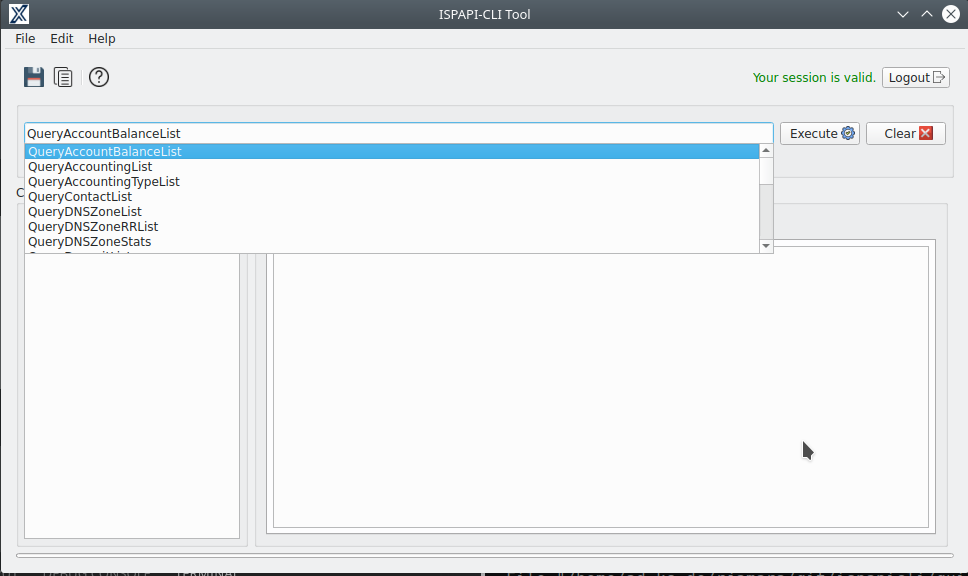 ISPAPI-CLI Tool
File Edit Help
Your session is valid. Logout
QueryAccountBalanceList Execute Clear
QueryAccountBalanceList
QueryAccountingList
QueryAccountingTypeList
QueryContactList
QueryDNSZoneList
QueryDNSZoneRRList
QueryDNSZoneStats